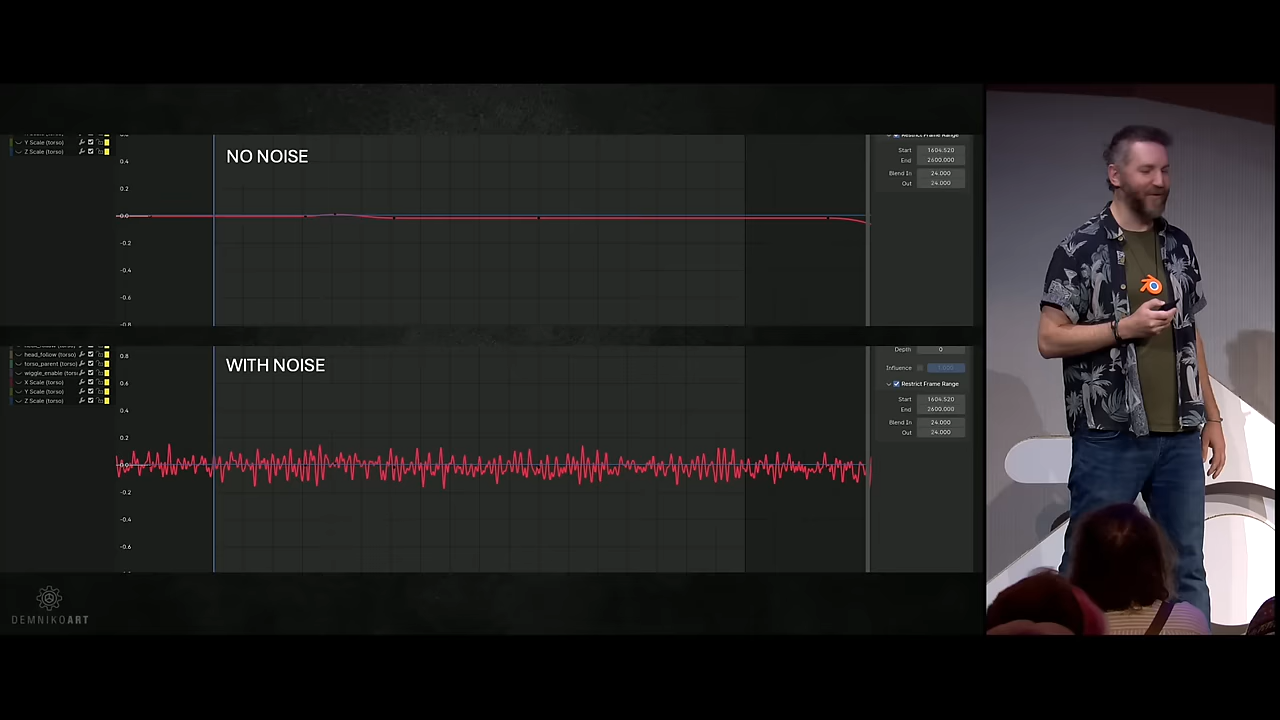 Y Scale (torso)
Z Scale (torso)
0.4
0.2
0.0
-0.2
-0.4
-0.6
-0.8
NO NOISE
Restrict Frame Range
Start 1604.520
End 2600.000
Blend In 24.000
Out 24.000
head_follow (torso)
torso_parent (torso)
wiggle_enable (torso)
X Scale (torso)
Y Scale (torso)
Z Scale (torso)
0.8
0.6
0.4
0.2
0.0
-0.2
-0.4
-0.6
WITH NOISE
Depth 0
Influence
Restrict Frame Range
Start 1604.520
End 2600.000
Blend In 24.000
Out 24.000
DEMNIKOART